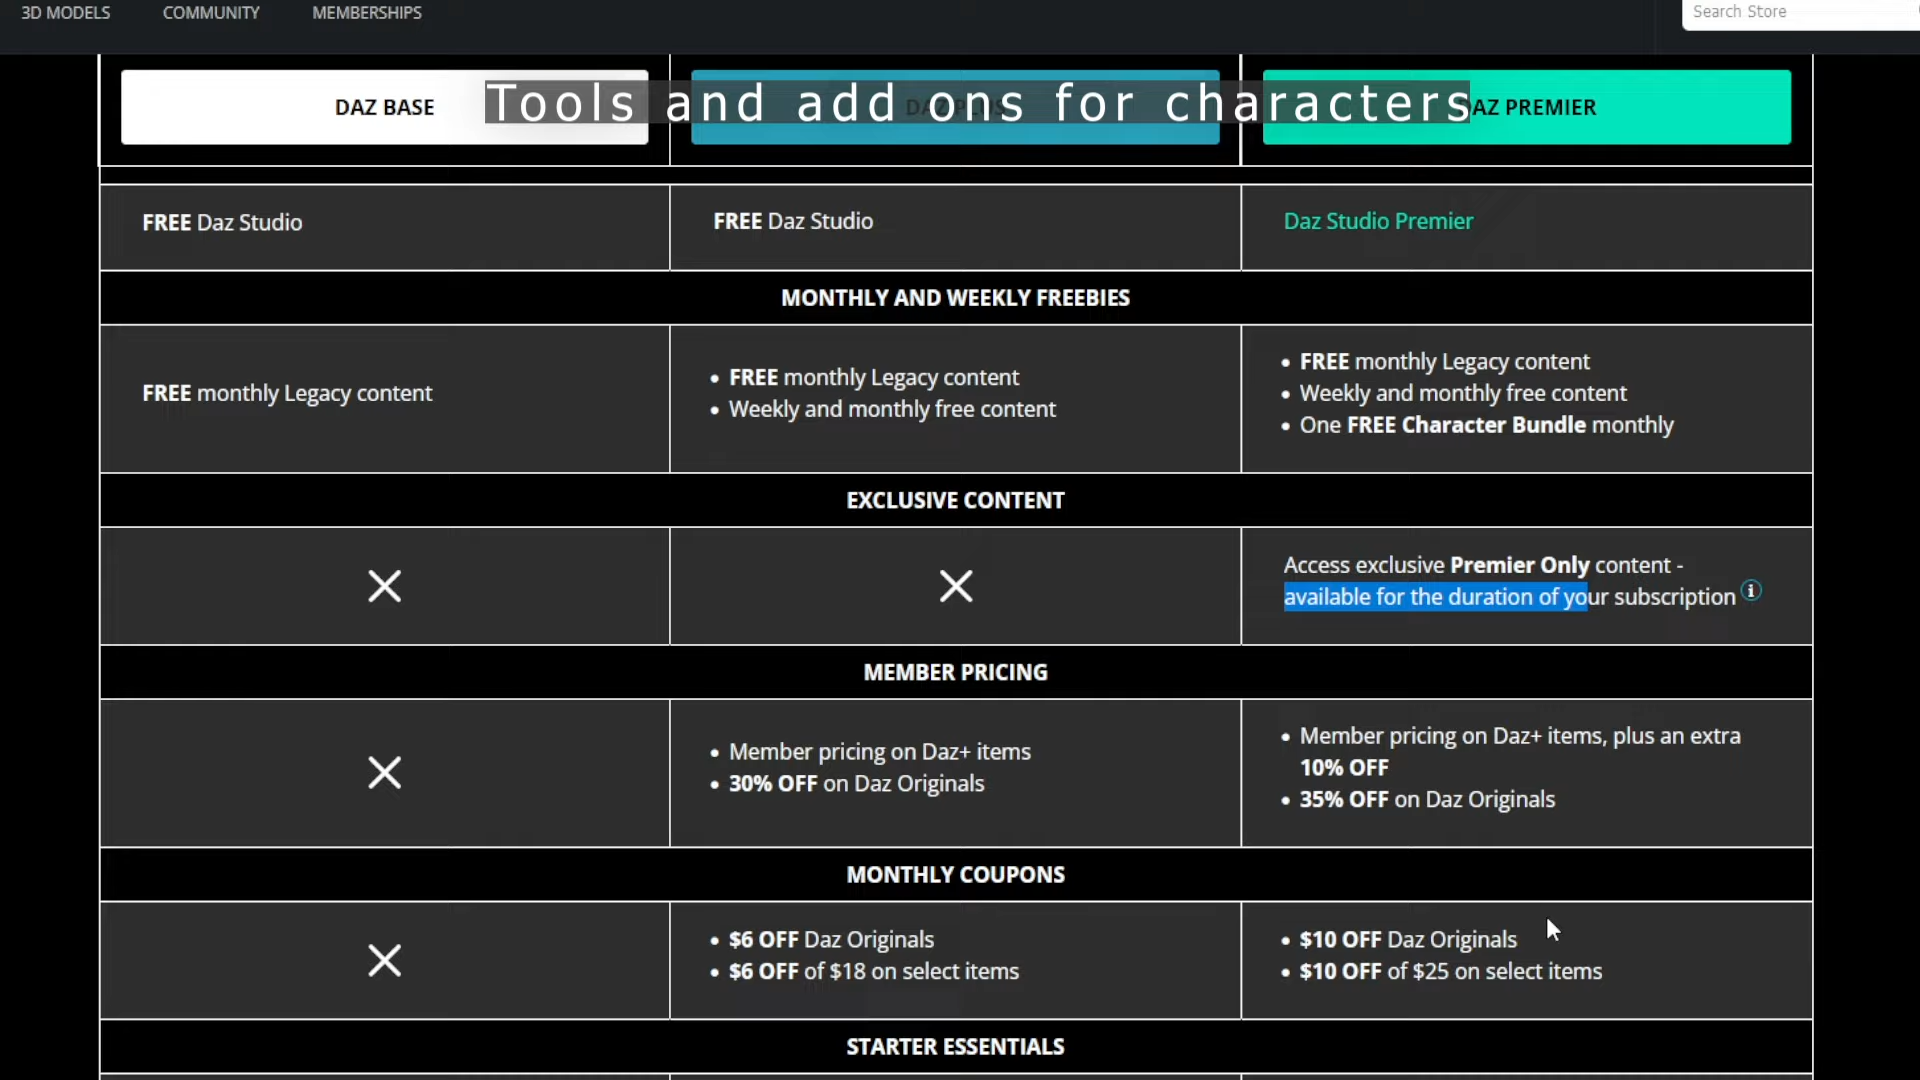 3D MODELS COMMUNITY MEMBERSHIPS Search Store
DAZ BASE DAZ PREMIER
Tools and add ons for characters
FREE Daz Studio FREE Daz Studio Daz Studio Premier
MONTHLY AND WEEKLY FREEBIES
FREE monthly Legacy content
• FREE monthly Legacy content
• Weekly and monthly free content
• FREE monthly Legacy content
• Weekly and monthly free content
• One FREE Character Bundle monthly
EXCLUSIVE CONTENT
Access exclusive Premier Only content -
available for the duration of your subscription
MEMBER PRICING
• Member pricing on Daz+ items
• 30% OFF on Daz Originals
• Member pricing on Daz+ items, plus an extra
10% OFF
• 35% OFF on Daz Originals
MONTHLY COUPONS
• $6 OFF Daz Originals
• $6 OFF of $18 on select items
• $10 OFF Daz Originals
• $10 OFF of $25 on select items
STARTER ESSENTIALS